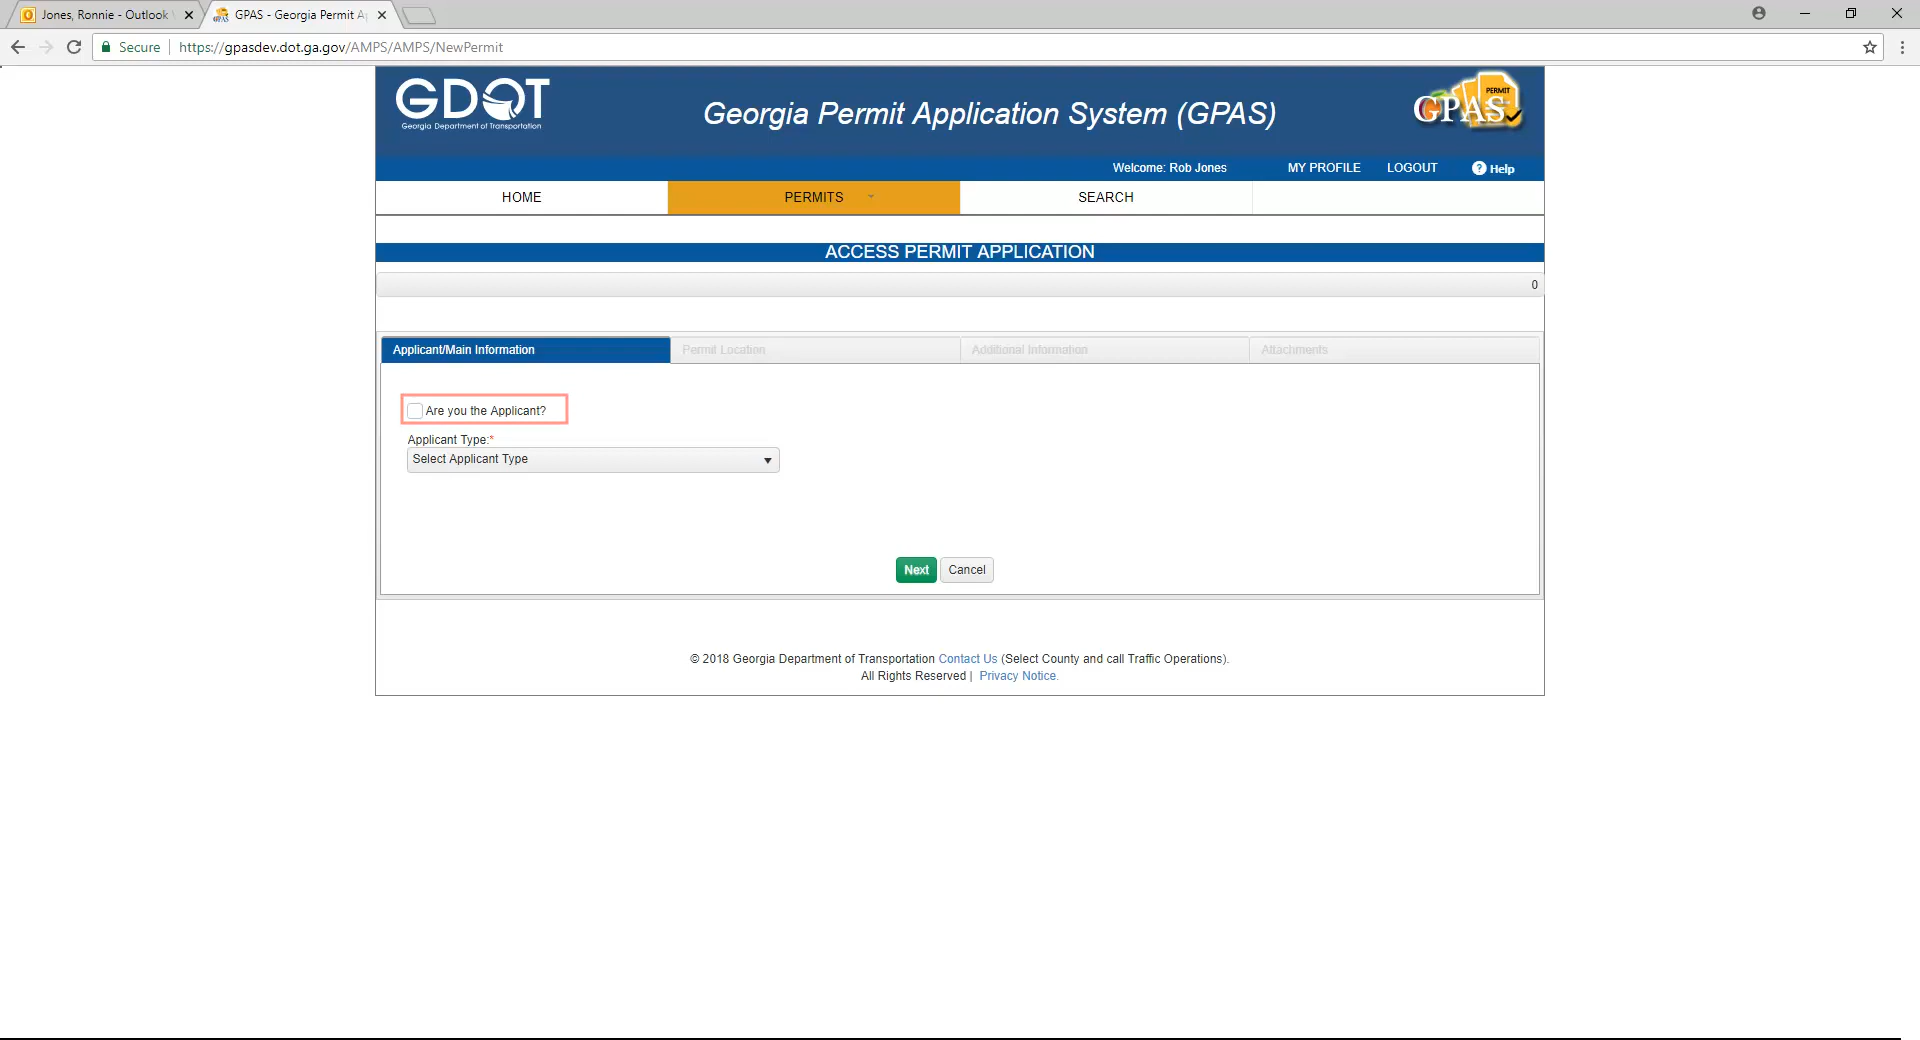 Jones, Ronnie - Outlook
GPAS - Georgia Permit Ap
Secure
https://gpasdev.dot.ga.gov/AMPS/AMPS/NewPermit
GDOT
Georgia Department of Transportation
Georgia Permit Application System (GPAS)
PERMIT
GPAS
Welcome: Rob Jones
MY PROFILE
LOGOUT
? Help
HOME
PERMITS
SEARCH
ACCESS PERMIT APPLICATION
0
Applicant/Main Information
Permit Location
Additional Information
Attachments
Are you the Applicant?
Applicant Type:*
Select Applicant Type
Next
Cancel
© 2018 Georgia Department of Transportation Contact Us (Select County and call Traffic Operations).
All Rights Reserved | Privacy Notice.